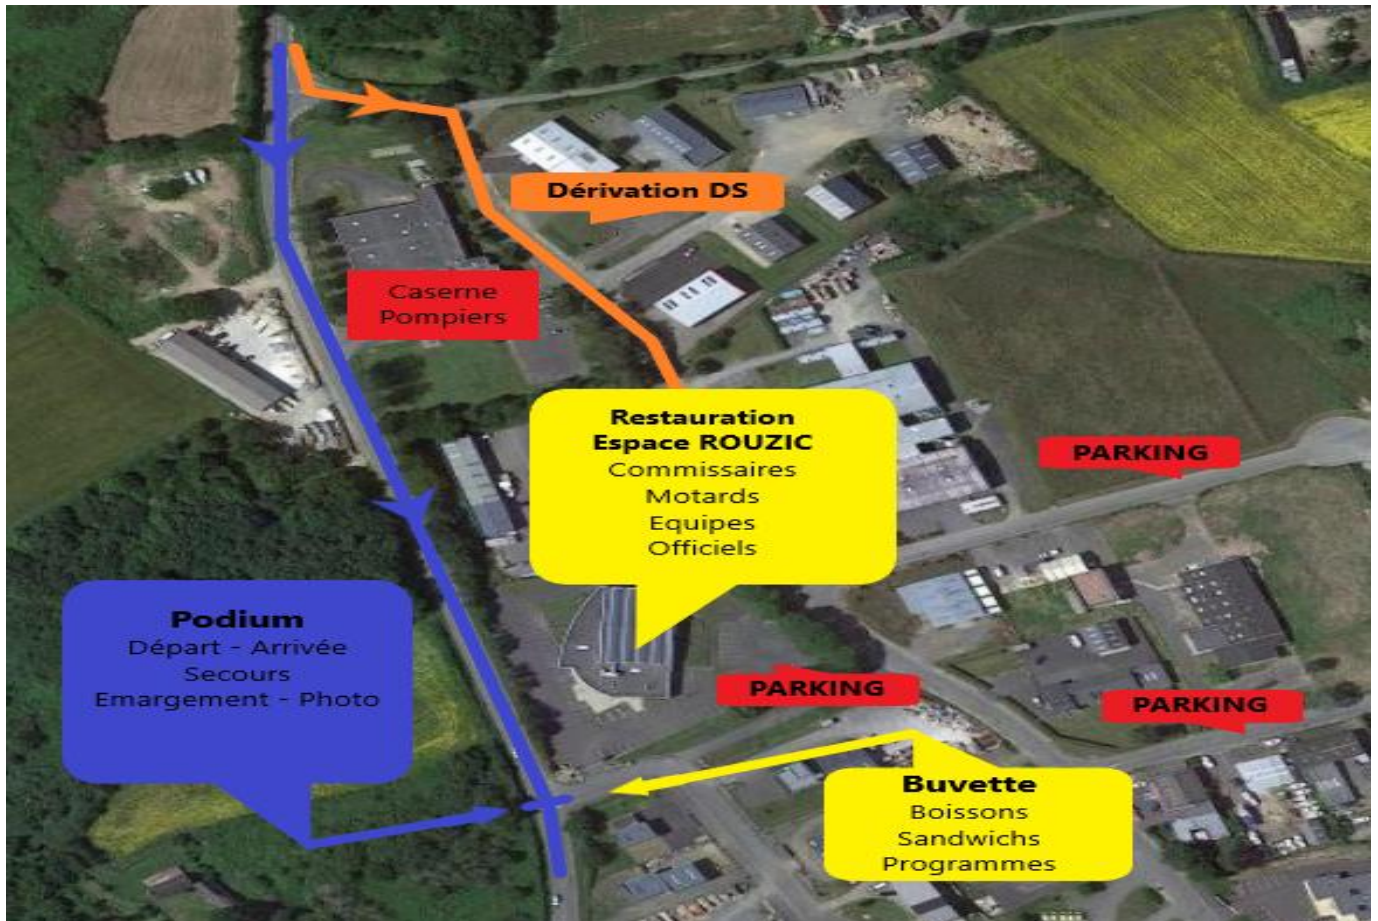 Dérivation DS
Caserne
Pompiers
Restauration
Espace ROUZIC
Commissaires
Motards
Equipes
Officiels
PARKING
Podium
Départ - Arrivée
Secours
Emargement - Photo
PARKING
PARKING
Buvette
Boissons
Sandwichs
Programmes